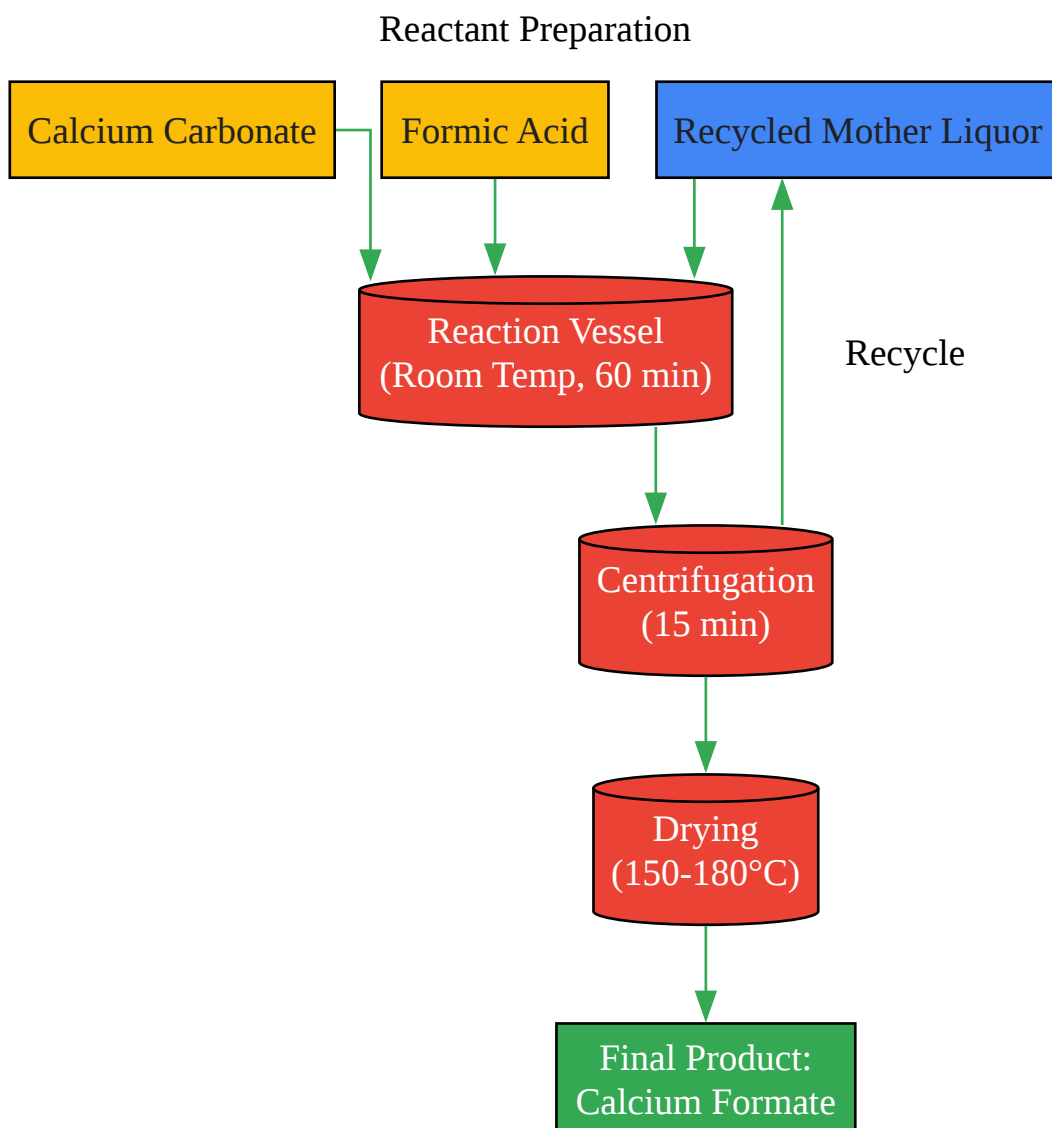 Reactant Preparation
Calcium Carbonate
Formic Acid
Recycled Mother Liquor
Reaction Vessel
(Room Temp, 60 min)
Recycle
Centrifugation
(15 min)
Drying
(150-180°C)
Final Product:
Calcium Formate